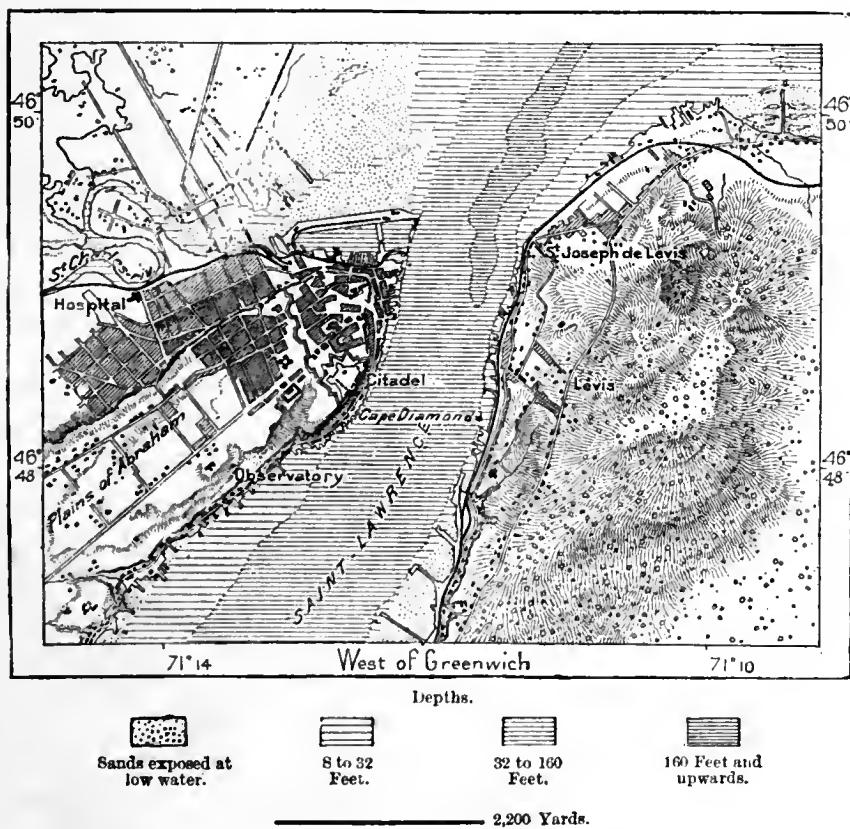 46°
50'
46°
50'
St Charles Riv.
St Joseph de Lévis
Hospital
Citadel
Lévis
Cape Diamond
Plains of Abraham
46°
48
46°
48'
Observatory
SAINT-LAWRENCE
71°14
West of Greenwich
71°10
Depths.
Sands exposed at
low water.
8 to 32
Feet.
32 to 160
Feet.
160 Feet and
upwards.
2,200 Yards.